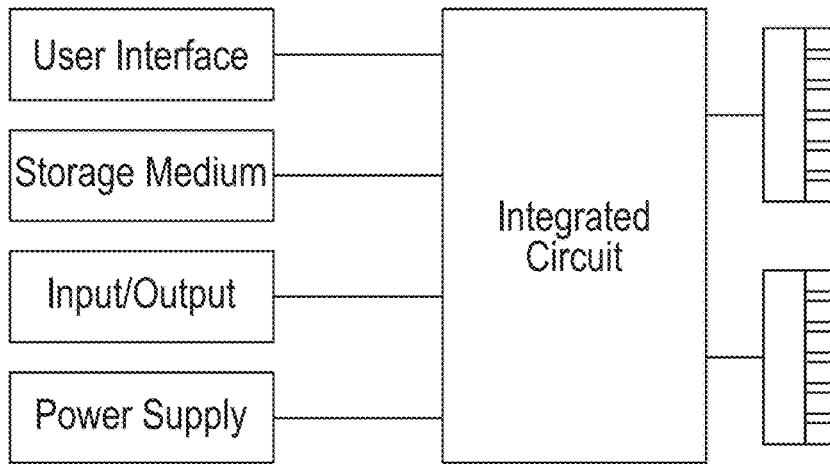 User Interface
Storage Medium
Input/Output
Power Supply
Integrated
Circuit